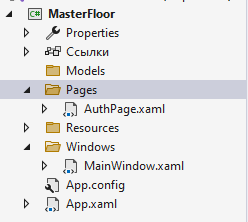 MasterFloor
Properties
Ссылки
Models
Pages
AuthPage.xaml
Resources
Windows
MainWindow.xaml
App.config
App.xaml